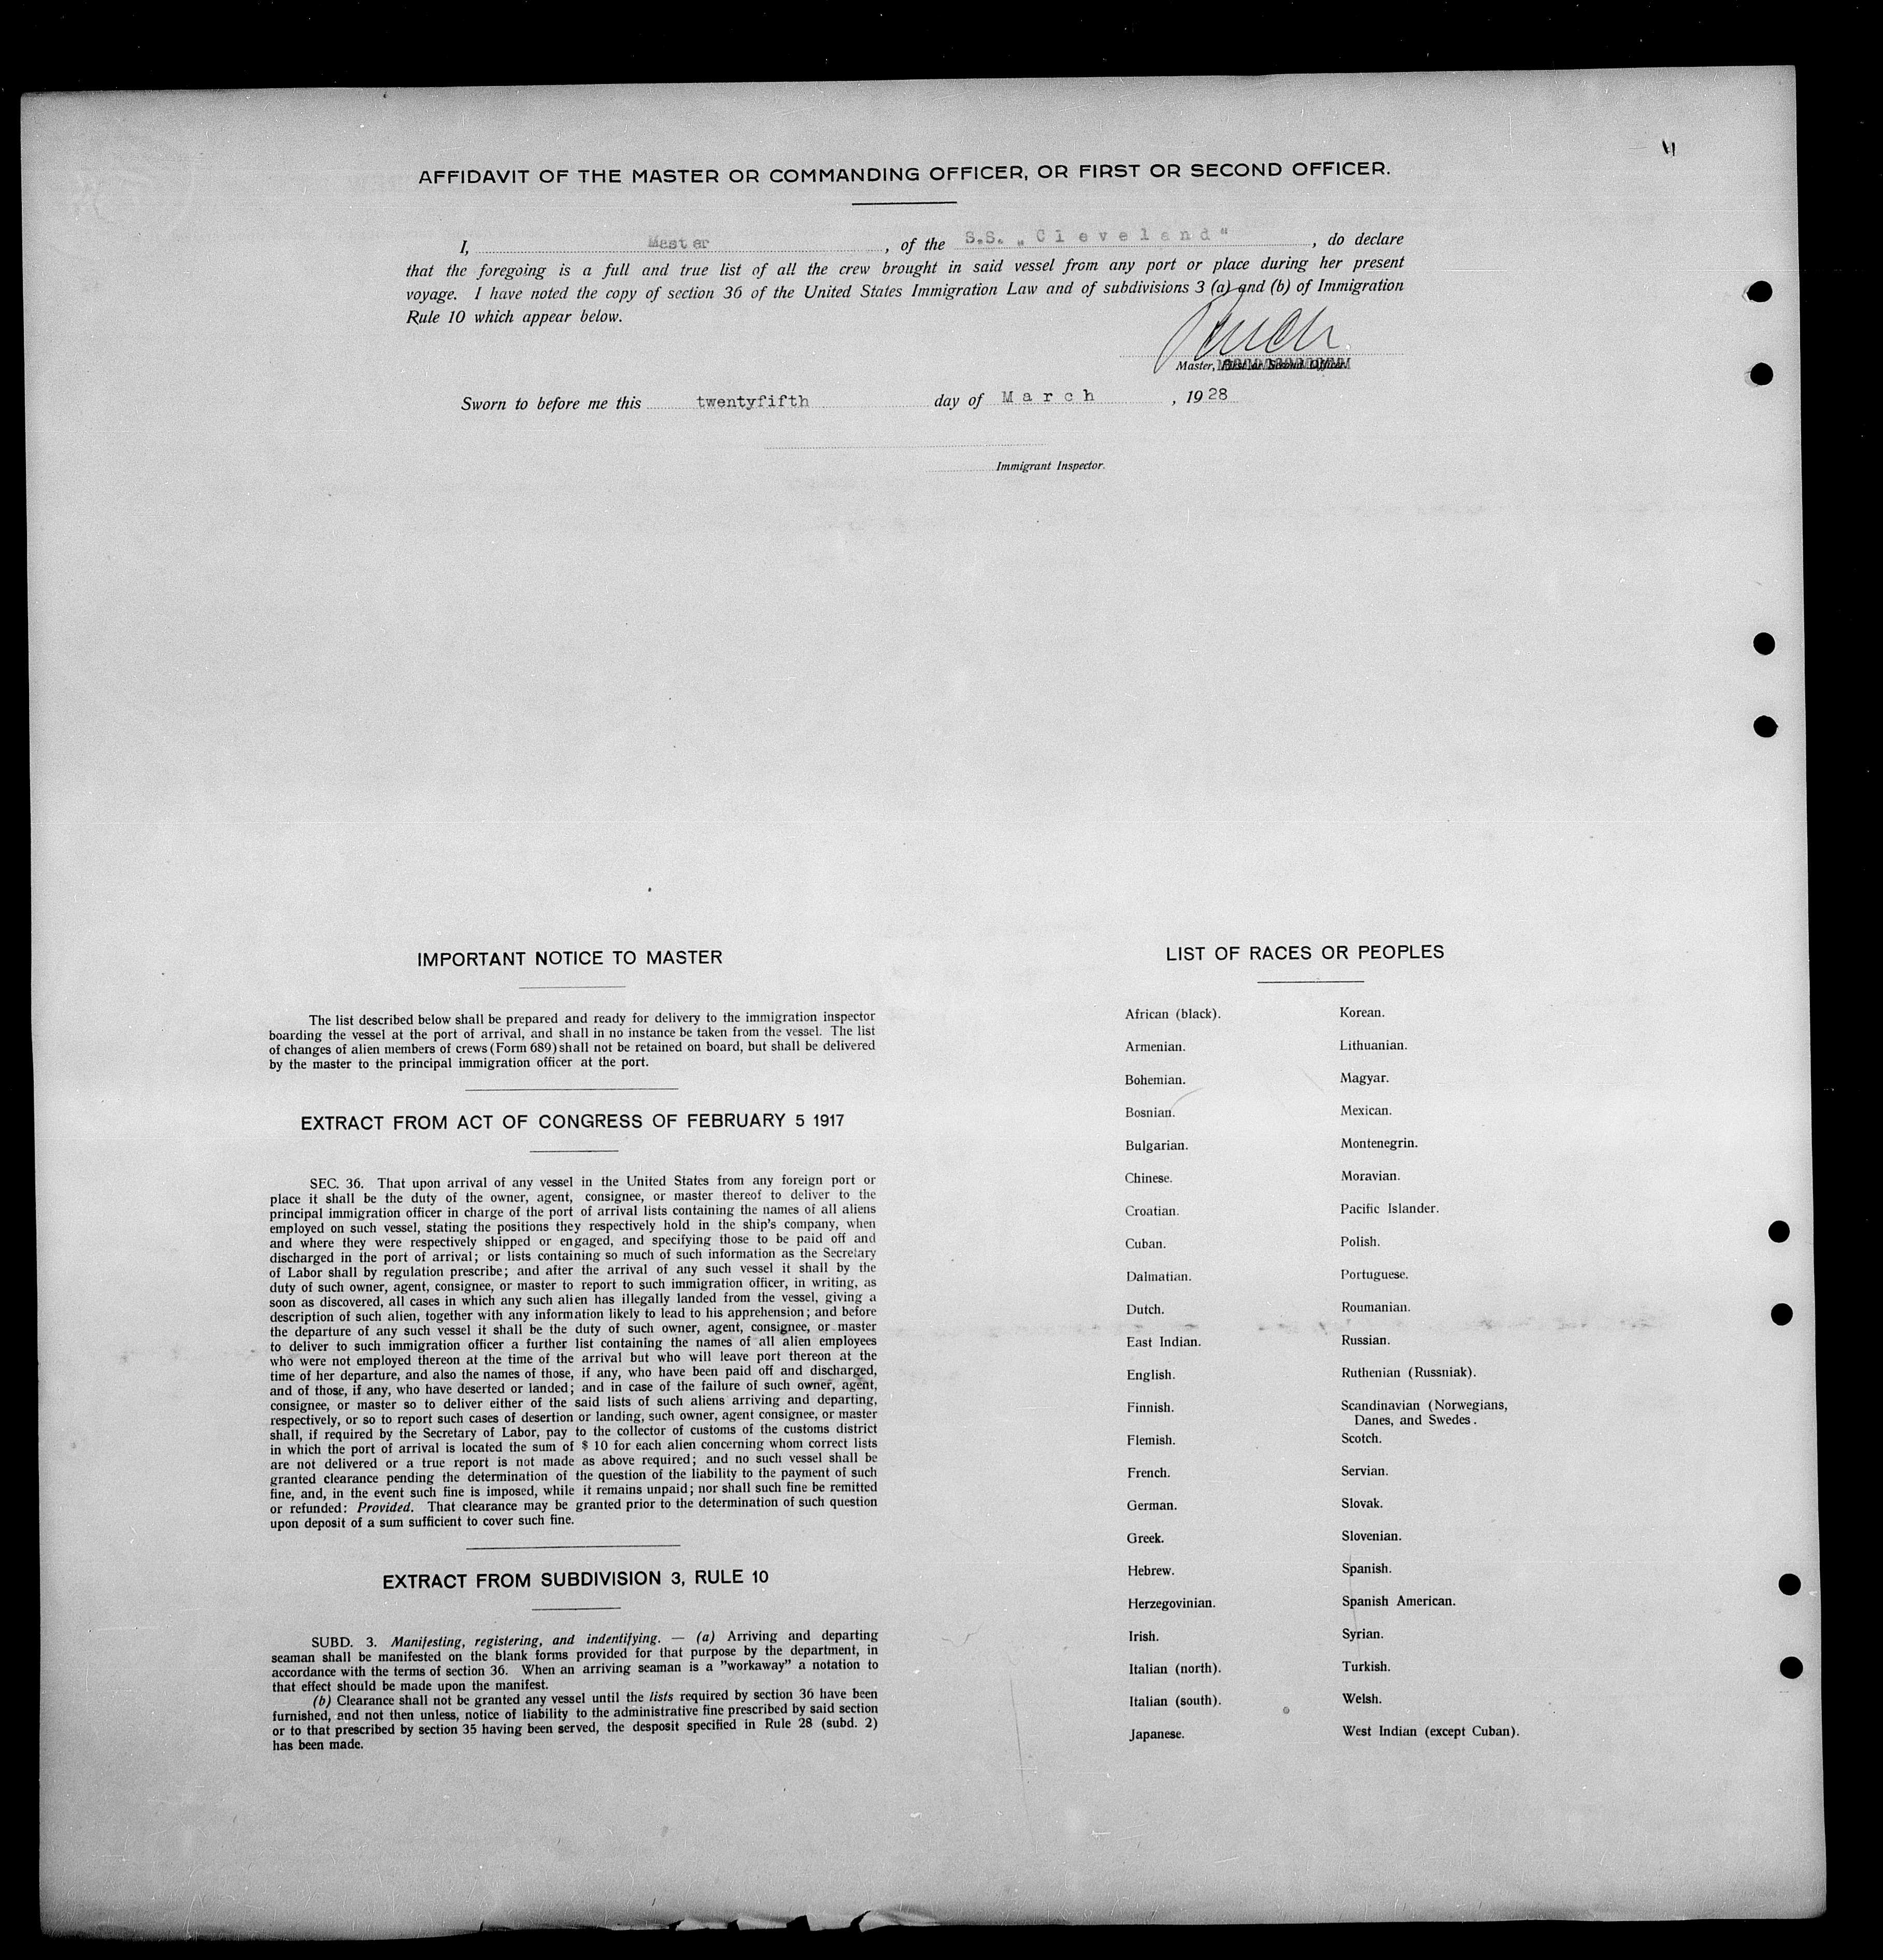 AFFIDAVIT OF THE MASTER OR COMMANDING OFFICER, OR FIRST OR SECOND OFFICER.
I, Master , of the S.S. „Cleveland“ , do declare
that the foregoing is a full and true list of all the crew brought in said vessel from any port or place during her present
voyage. I have noted the copy of section 36 of the United States Immigration Law and of subdivisions 3 (a) and (b) of Immigration
Rule 10 which appear below.
Master, First or Second Officer.
Sworn to before me this twentyfifth day of March , 1928
Immigrant Inspector.
IMPORTANT NOTICE TO MASTER
The list described below shall be prepared and ready for delivery to the immigration inspector
boarding the vessel at the port of arrival, and shall in no instance be taken from the vessel. The list
of changes of alien members of crews (Form 689) shall not be retained on board, but shall be delivered
by the master to the principal immigration officer at the port.
EXTRACT FROM ACT OF CONGRESS OF FEBRUARY 5 1917
SEC. 36. That upon arrival of any vessel in the United States from any foreign port or
place it shall be the duty of the owner, agent, consignee, or master thereof to deliver to the
principal immigration officer in charge of the port of arrival lists containing the names of all aliens
employed on such vessel, stating the positions they respectively hold in the ship's company, when
and where they were respectively shipped or engaged, and specifying those to be paid off and
discharged in the port of arrival; or lists containing so much of such information as the Secretary
of Labor shall by regulation prescribe; and after the arrival of any such vessel it shall by the
duty of such owner, agent, consignee, or master to report to such immigration officer, in writing, as
soon as discovered, all cases in which any such alien has illegally landed from the vessel, giving a
description of such alien, together with any information likely to lead to his apprehension; and before
the departure of any such vessel it shall be the duty of such owner, agent, consignee, or master
to deliver to such immigration officer a further list containing the names of all alien employees
who were not employed thereon at the time of the arrival but who will leave port thereon at the
time of her departure, and also the names of those, if any, who have been paid off and discharged,
and of those, if any, who have deserted or landed; and in case of the failure of such owner, agent,
consignee, or master so to deliver either of the said lists of such aliens arriving and departing,
respectively, or so to report such cases of desertion or landing, such owner, agent consignee, or master
shall, if required by the Secretary of Labor, pay to the collector of customs of the customs district
in which the port of arrival is located the sum of $ 10 for each alien concerning whom correct lists
are not delivered or a true report is not made as above required; and no such vessel shall be
granted clearance pending the determination of the question of the liability to the payment of such
fine, and, in the event such fine is imposed, while it remains unpaid; nor shall such fine be remitted
or refunded: Provided. That clearance may be granted prior to the determination of such question
upon deposit of a sum sufficient to cover such fine.
EXTRACT FROM SUBDIVISION 3, RULE 10
SUBD. 3. Manifesting, registering, and indentifying. — (a) Arriving and departing
seaman shall be manifested on the blank forms provided for that purpose by the department, in
accordance with the terms of section 36. When an arriving seaman is a ”workaway” a notation to
that effect should be made upon the manifest.
(b) Clearance shall not be granted any vessel until the lists required by section 36 have been
furnished, and not then unless, notice of liability to the administrative fine prescribed by said section
or to that prescribed by section 35 having been served, the desposit specified in Rule 28 (subd. 2)
has been made.
LIST OF RACES OR PEOPLES
African (black).
Armenian.
Bohemian.
Bosnian.
Bulgarian.
Chinese.
Croatian.
Cuban.
Dalmatian.
Dutch.
East Indian.
English.
Finnish.
Flemish.
French.
German.
Greek.
Hebrew.
Herzegovinian.
Irish.
Italian (north).
Italian (south).
Japanese.
Korean.
Lithuanian.
Magyar.
Mexican.
Montenegrin.
Moravian.
Pacific Islander.
Polish.
Portuguese.
Roumanian.
Russian.
Ruthenian (Russniak).
Scandinavian (Norwegians,
Danes, and Swedes.
Scotch.
Servian.
Slovak.
Slovenian.
Spanish.
Spanish American.
Syrian.
Turkish.
Welsh.
West Indian (except Cuban).